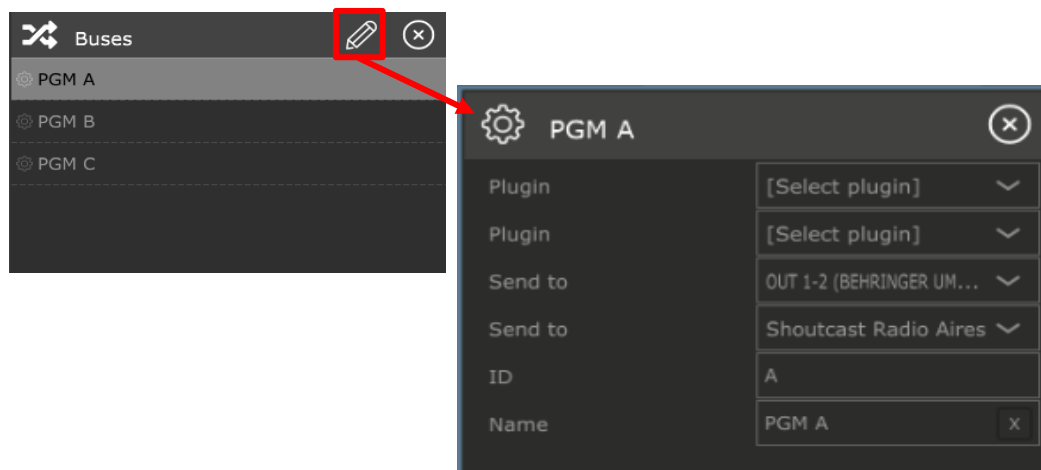 Buses
PGM A
PGM B
PGM C
PGM A
Plugin [Select plugin]
Plugin [Select plugin]
Send to OUT 1-2 (BEHRINGER UM...
Send to Shoutcast Radio Aires
ID A
Name PGM A X